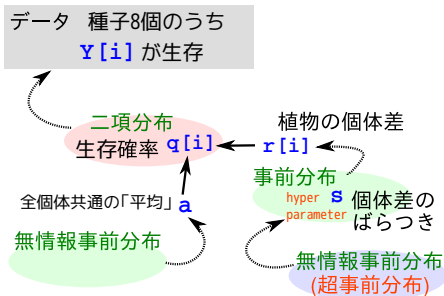 データ 種子8個のうち
Y[i] が生存
二項分布
生存確率 q[i]
植物の個体差
r[i]
事前分布
hyper parameter s
個体差の
ばらつき
全個体共通の「平均」 a
無情報事前分布
無情報事前分布
(超事前分布)